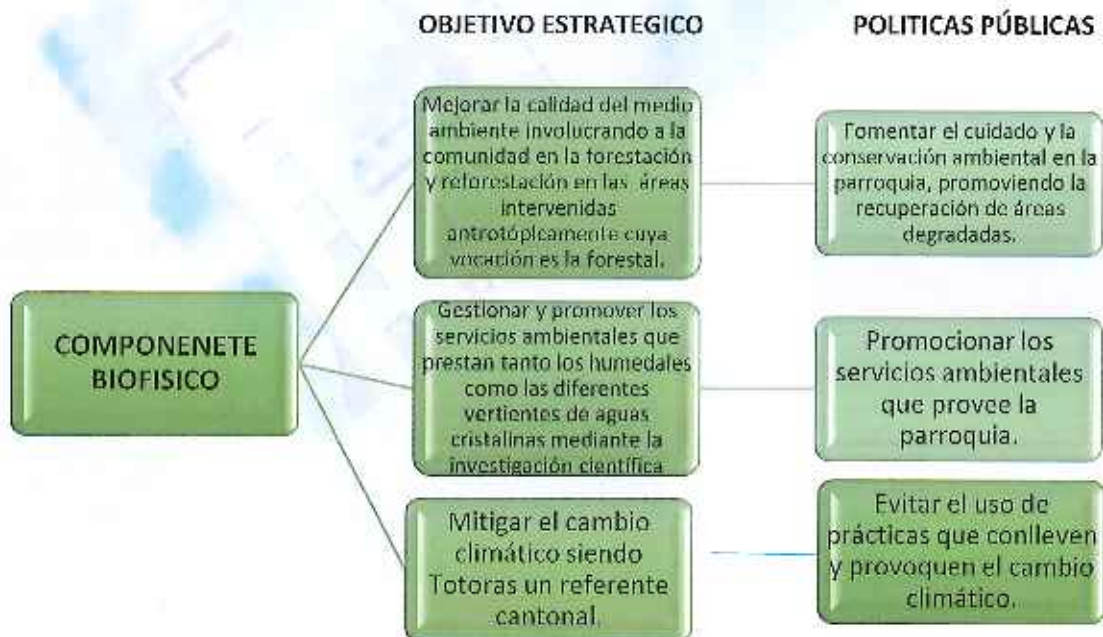 OBJETIVO ESTRATEGICO
POLITICAS PÚBLICAS
COMPONENETE
BIOFISICO
Mejorar la calidad del medio
ambiente involucrando a la
comunidad en la forestación
y reforestación en las áreas
intervenidas
antrotópicamente cuya
vocación es la forestal.
Fomentar el cuidado y la
conservación ambiental en la
parroquia, promoviendo la
recuperación de áreas
degradadas.
Gestionar y promover los
servicios ambientales que
prestan tanto los humedales
como las diferentes
vertientes de aguas
cristalinas mediante la
investigación científica
Promocionar los
servicios ambientales
que provee la
parroquia.
Mitigar el cambio
climático siendo
Totoras un referente
cantonal.
Evitar el uso de
prácticas que conlleven
y provoquen el cambio
climático.